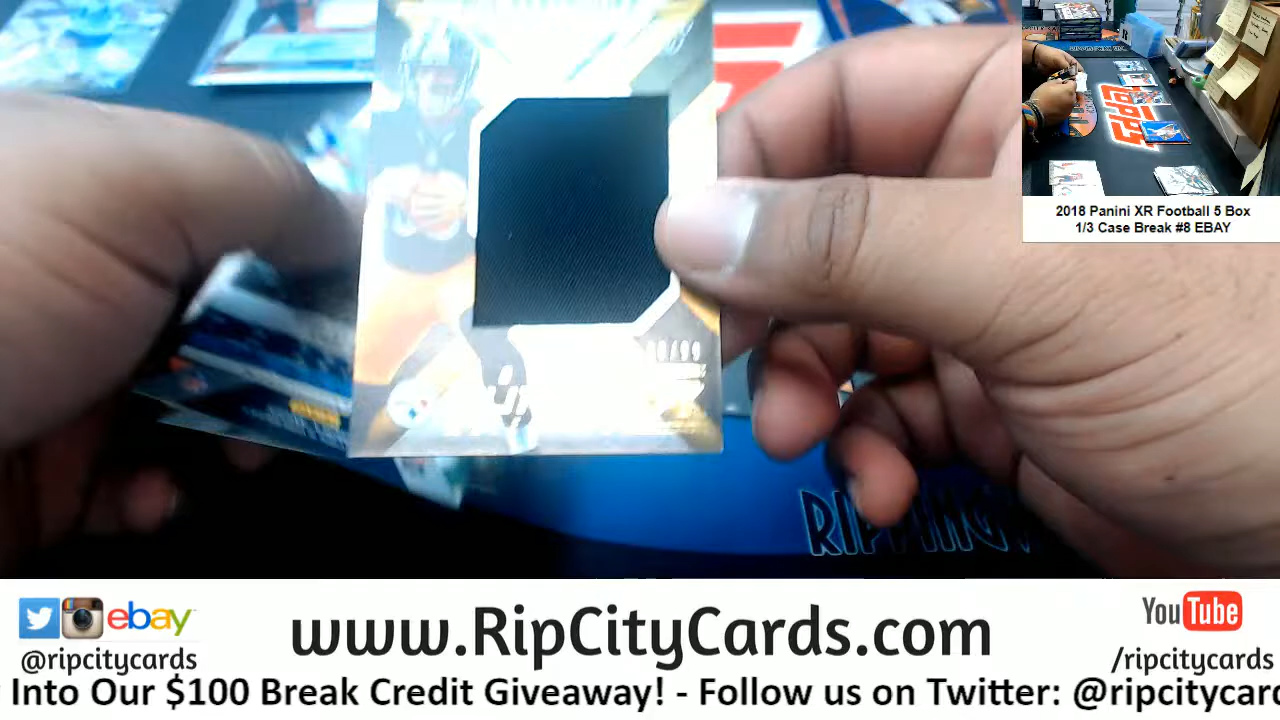 2018 Panini XR Football 5 Box
1/3 Case Break #8 EBAY
RIPPING
ebay
@ripcitycards
www.RipCityCards.com
YouTube
/ripcitycards
Into Our $100 Break Credit Giveaway! - Follow us on Twitter: @ripcitycard